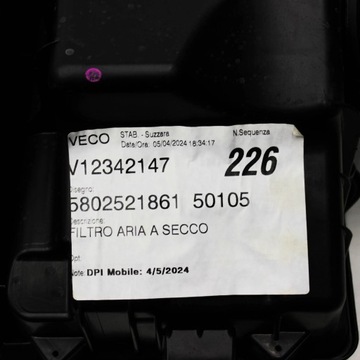 VECO STAB. - Suzzara N.Sequenza
Data/Ora: 05/04/2024 18:34:17
V12342147 226
Disegno:
5802521861 50105
Descrizione:
FILTRO ARIA A SECCO
Opt:
Note DPI Mobile: 4/5/2024